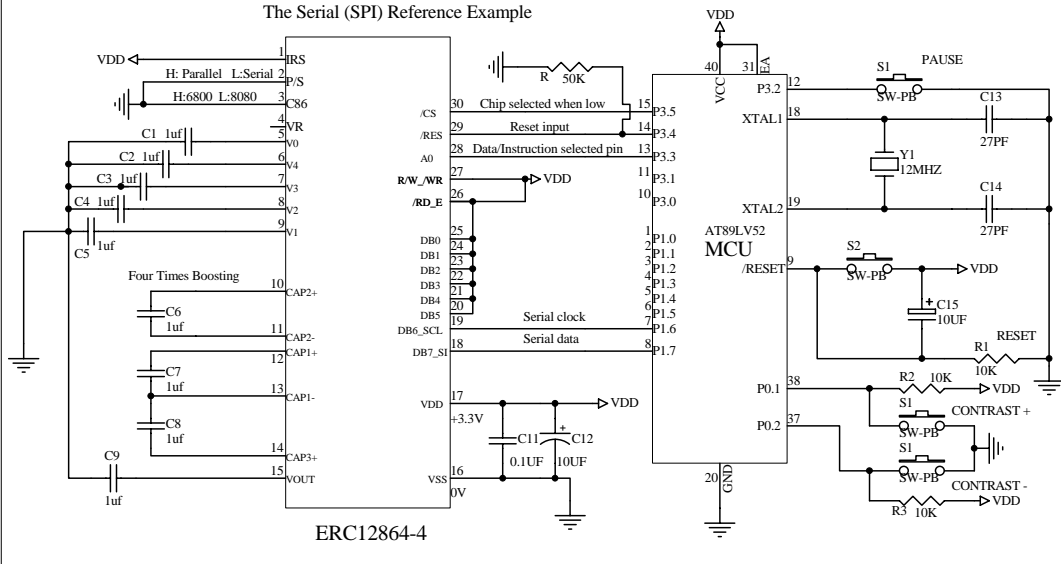 The Serial (SPI) Reference Example
VDD
1
IRS
H: Parallel L:Serial
2
P/S
H:6800 L:8080
3
C86
4
VR
C1 1uf
5
V0
C2 1uf
6
V4
C3 1uf
7
V3
C4 1uf
8
V2
9
V1
C5
1uf
Four Times Boosting
10
CAP2+
C6
1uf
11
CAP2-
CAP1+
12
C7
1uf
13
CAP1-
C8
1uf
14
CAP3+
C9
15
VOUT
1uf
ERC12864-4
/CS
30
Chip selected when low
/RES
29
Reset input
A0
28
Data/Instruction selected pin
R/W_/WR
27
VDD
/RD_E
26
DB0
25
DB1
24
DB2
23
DB3
22
DB4
21
DB5
20
DB6_SCL
19
Serial clock
DB7_SI
18
Serial data
VDD
17
VDD
+3.3V
C11
0.1UF
C12
10UF
VSS
16
0V
R 50K
VDD
40
31
VCC
EA
15
P3.5
14
P3.4
13
P3.3
11
P3.1
10
P3.0
1
P1.0
2
P1.1
3
P1.2
4
P1.3
5
P1.4
6
P1.5
7
P1.6
8
P1.7
AT89LV52
MCU
20
GND
P3.2
12
S1
PAUSE
SW-PB
XTAL1
18
C13
27PF
Y1
12MHZ
XTAL2
19
C14
27PF
/RESET
9
S2
SW-PB
VDD
C15
10UF
R1
RESET
10K
P0.1
38
R2 10K
VDD
S1
CONTRAST +
SW-PB
P0.2
37
S1
SW-PB
CONTRAST -
R3 10K
VDD